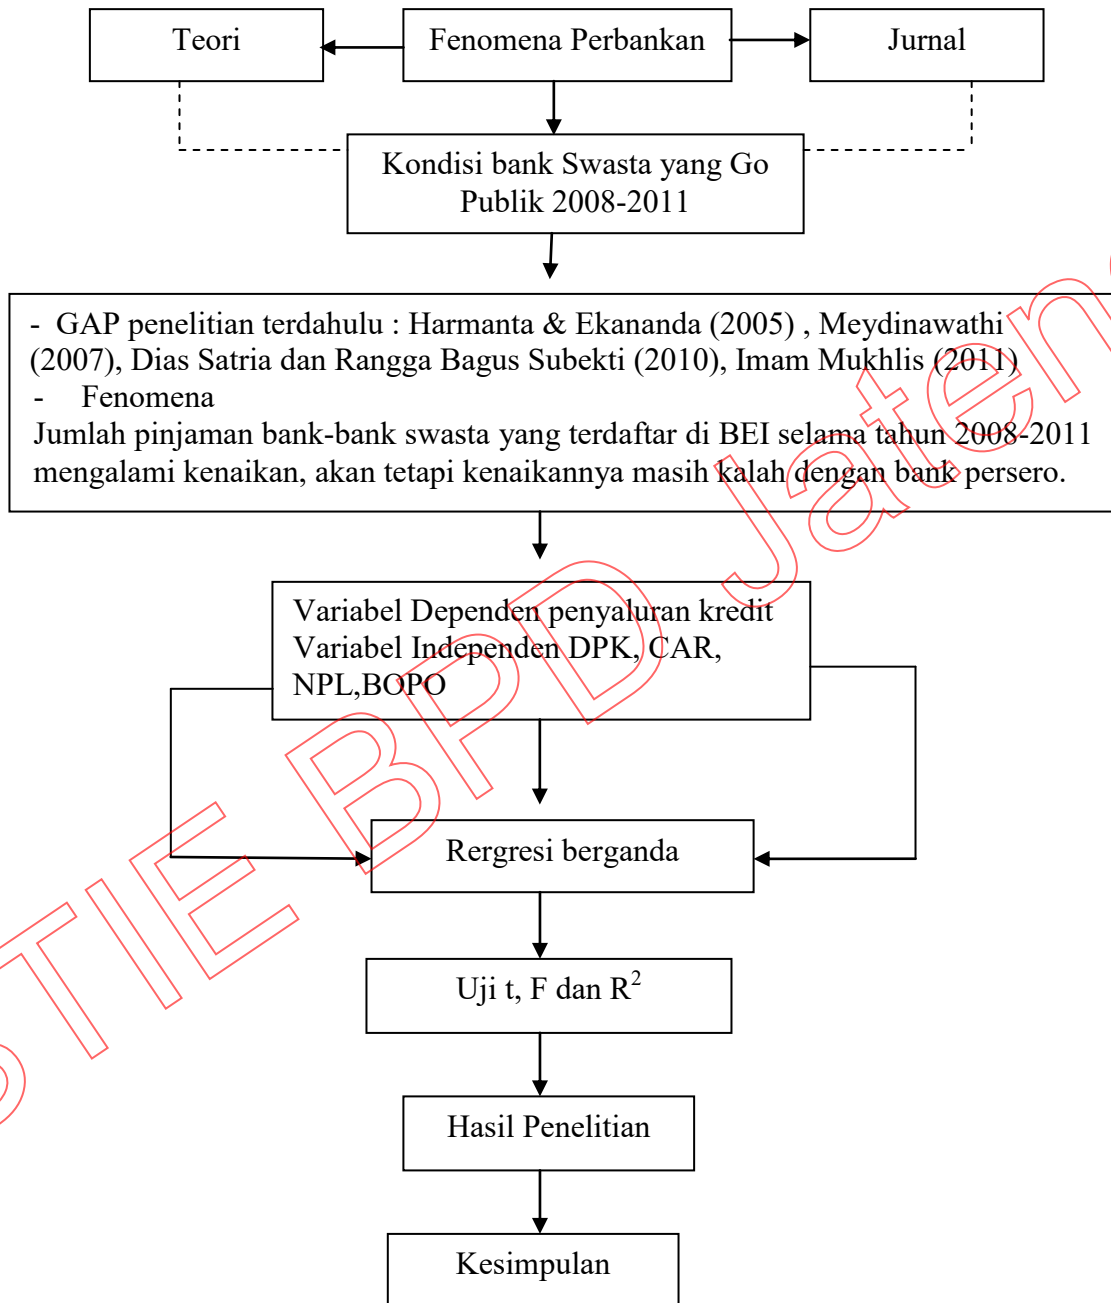 Teori
Fenomena Perbankan
Jurnal
Kondisi bank Swasta yang Go
Publik 2008-2011
- GAP penelitian terdahulu : Harmanta & Ekananda (2005) , Meydinawathi
(2007), Dias Satria dan Rangga Bagus Subekti (2010), Imam Mukhlis (2011)
- Fenomena
Jumlah pinjaman bank-bank swasta yang terdaftar di BEI selama tahun 2008-2011
mengalami kenaikan, akan tetapi kenaikannya masih kalah dengan bank persero.
Variabel Dependen penyaluran kredit
Variabel Independen DPK, CAR,
NPL,BOPO
Rergresi berganda
Uji t, F dan R²
Hasil Penelitian
Kesimpulan
STIE BPD Jateng